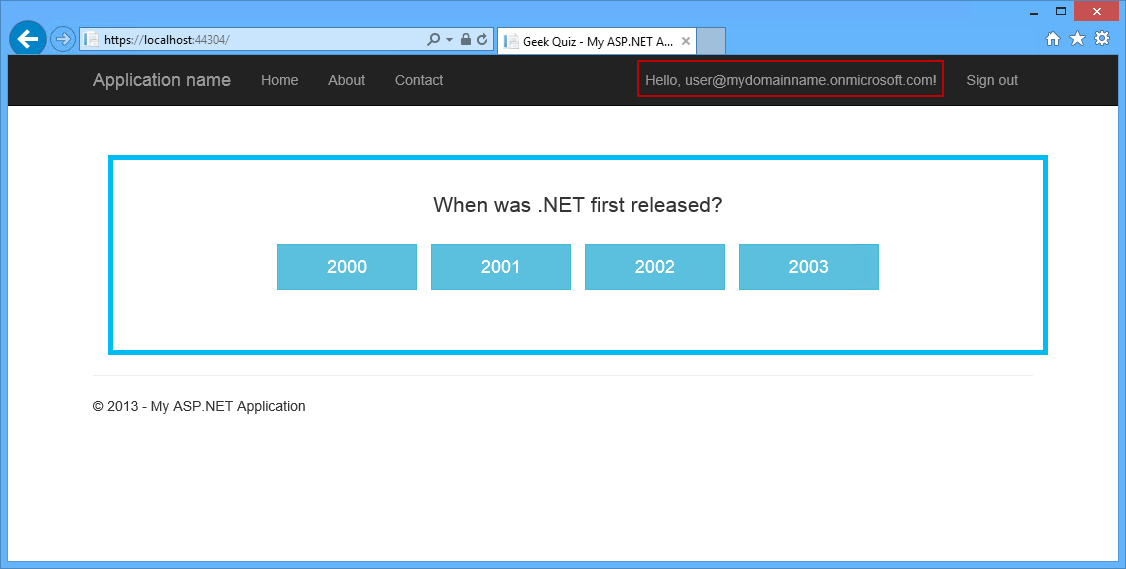 https://localhost:44304/
Geek Quiz - My ASP.NET A...
Application name Home About Contact Hello, user@mydomainname.onmicrosoft.com! Sign out
When was .NET first released?
2000 2001 2002 2003
© 2013 - My ASP.NET Application